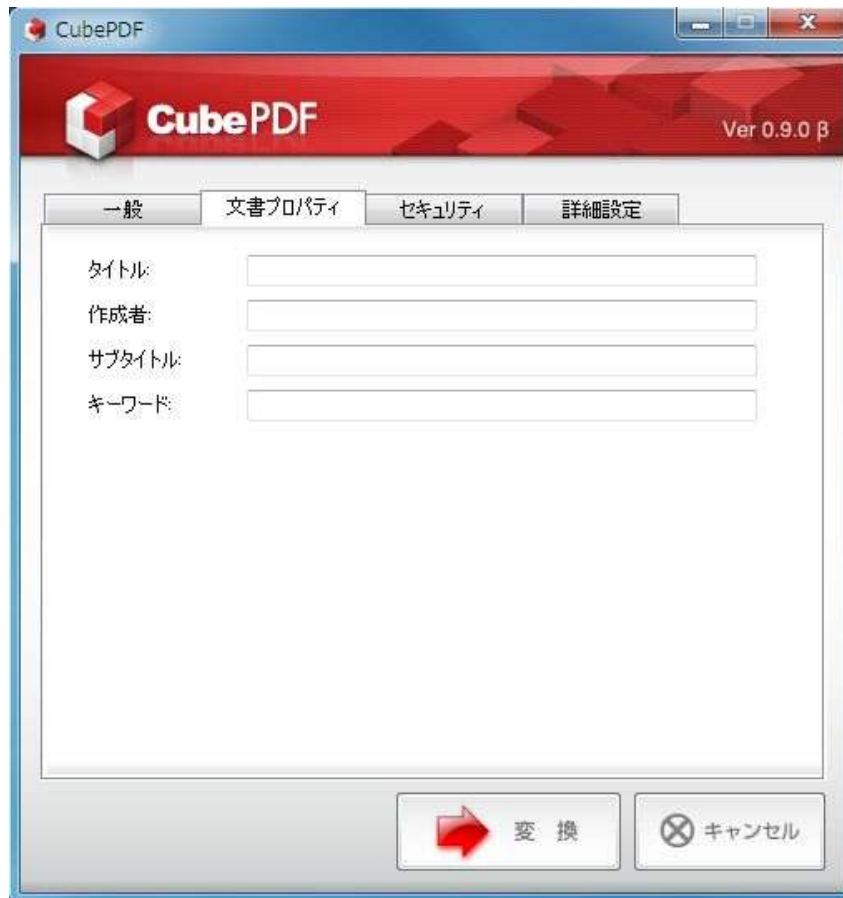 CubePDF
CubePDF
Ver 0.9.0 β
一般 文書プロパティ セキュリティ 詳細設定
タイトル:
作成者:
サブタイトル:
キーワード:
変換 キャンセル